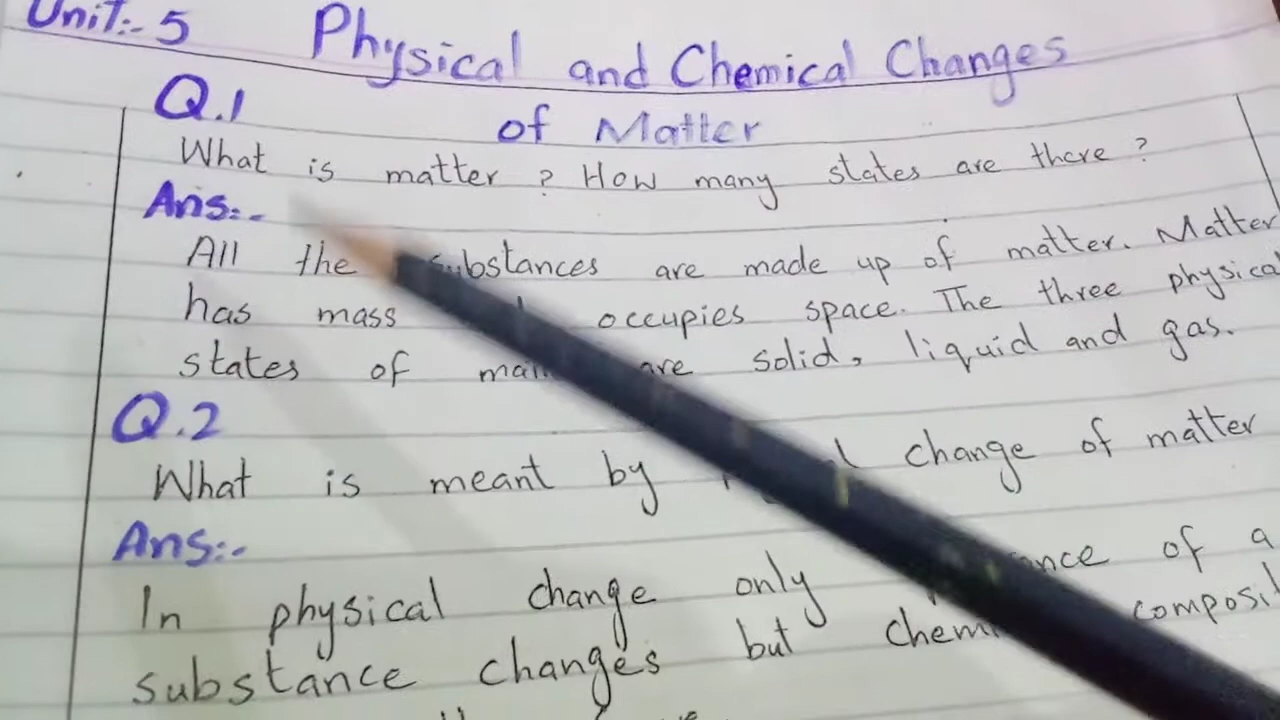 Unit:- 5 Physical and Chemical Changes
of Matter
Q.1
What is matter ? How many states are there ?
Ans:-
All the substances are made up of matter. Matter
has mass occupies space. The three physical
states of are solid, liquid and gas.
Q.2
What is meant by change of matter
Ans:-
In physical change only of a
substance changes but